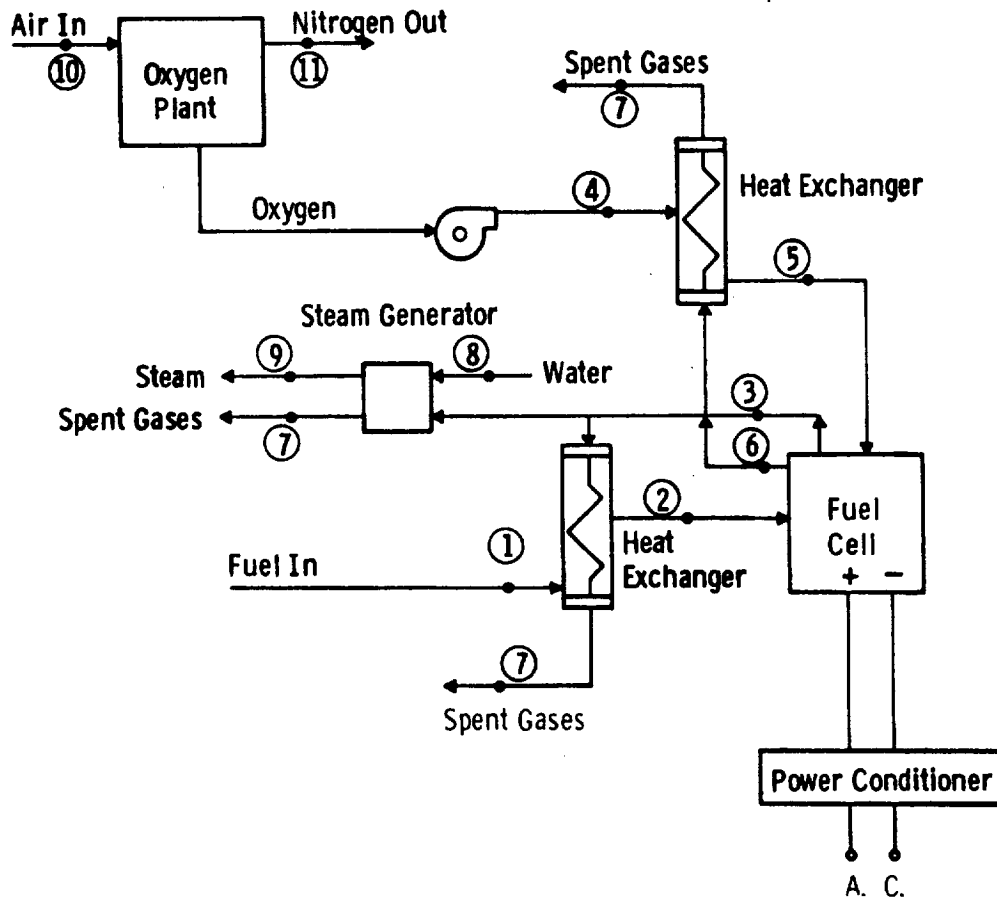 Air In
10
Nitrogen Out
11
Oxygen
Plant
Spent Gases
7
Heat Exchanger
4
Oxygen
5
Steam Generator
9
8
Steam
Water
3
Spent Gases
7
6
2
Fuel
Cell
+ −
1
Heat
Exchanger
Fuel In
7
Spent Gases
Power Conditioner
A. C.